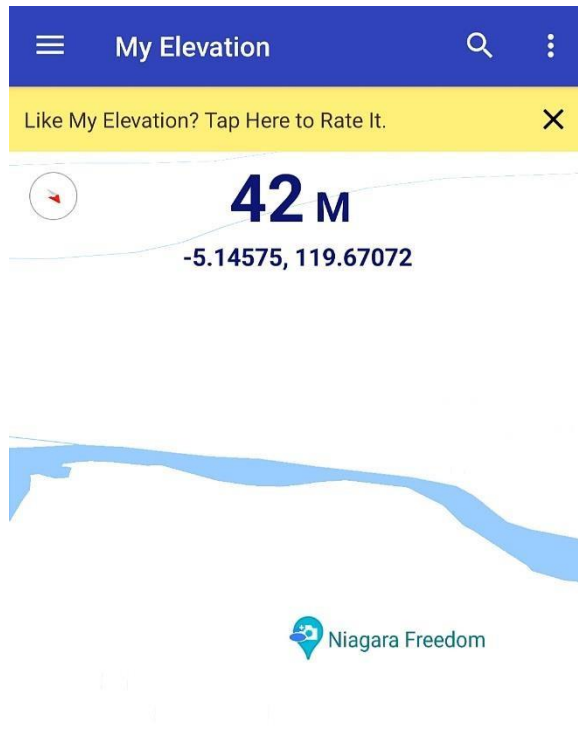 My Elevation
Like My Elevation? Tap Here to Rate It.
42 M
-5.14575, 119.67072
Niagara Freedom